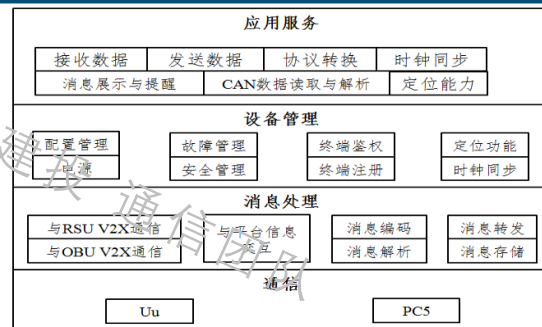 应用服务
接收数据 发送数据 协议转换 时钟同步
消息展示与提醒 CAN数据读取与解析 定位能力
设备管理
配置管理 故障管理 终端鉴权 定位功能
电源 安全管理 终端注册 时钟同步
消息处理
与RSU V2X通信 与平台信息交互 消息编码 消息转发
与OBU V2X通信 消息解析 消息存储
通信
Uu PC5
建投 通信团队